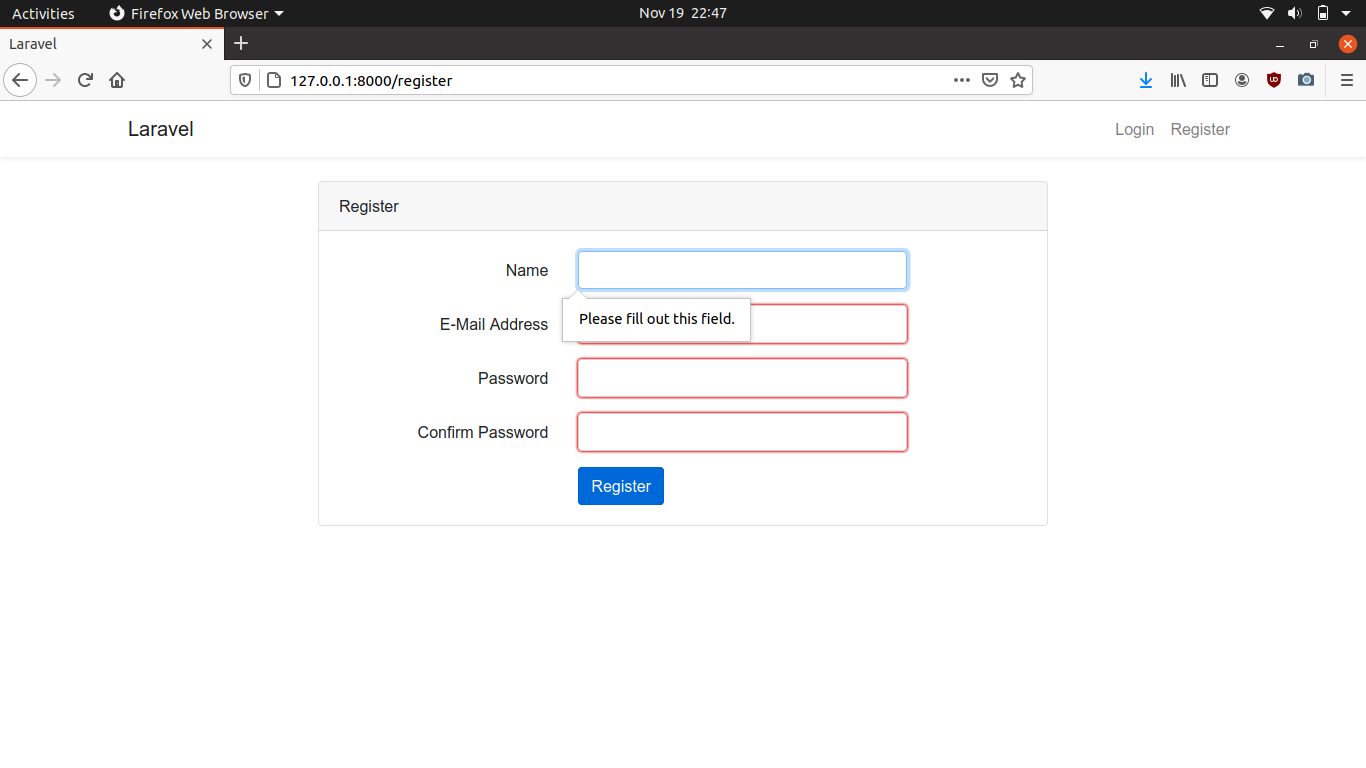 Activities Firefox Web Browser Nov 19 22:47
Laravel
127.0.0.1:8000/register
Laravel Login Register
Register
Name
E-Mail Address Please fill out this field.
Password
Confirm Password
Register